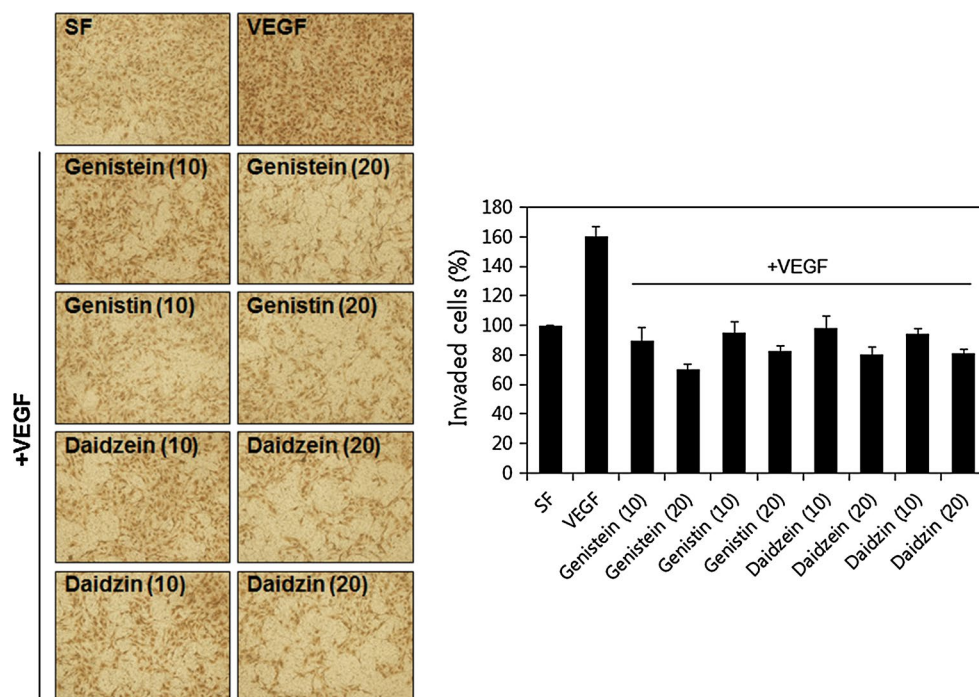 SF
VEGF
Genistein (10)
Genistein (20)
Genistin (10)
Genistin (20)
Daidzein (10)
Daidzein (20)
Daidzin (10)
Daidzin (20)
+VEGF
Invaded cells (%)
180
160
140
120
100
80
60
40
20
0
+VEGF
SF
VEGF
Genistein (10)
Genistein (20)
Genistin (10)
Genistin (20)
Daidzein (10)
Daidzein (20)
Daidzin (10)
Daidzin (20)